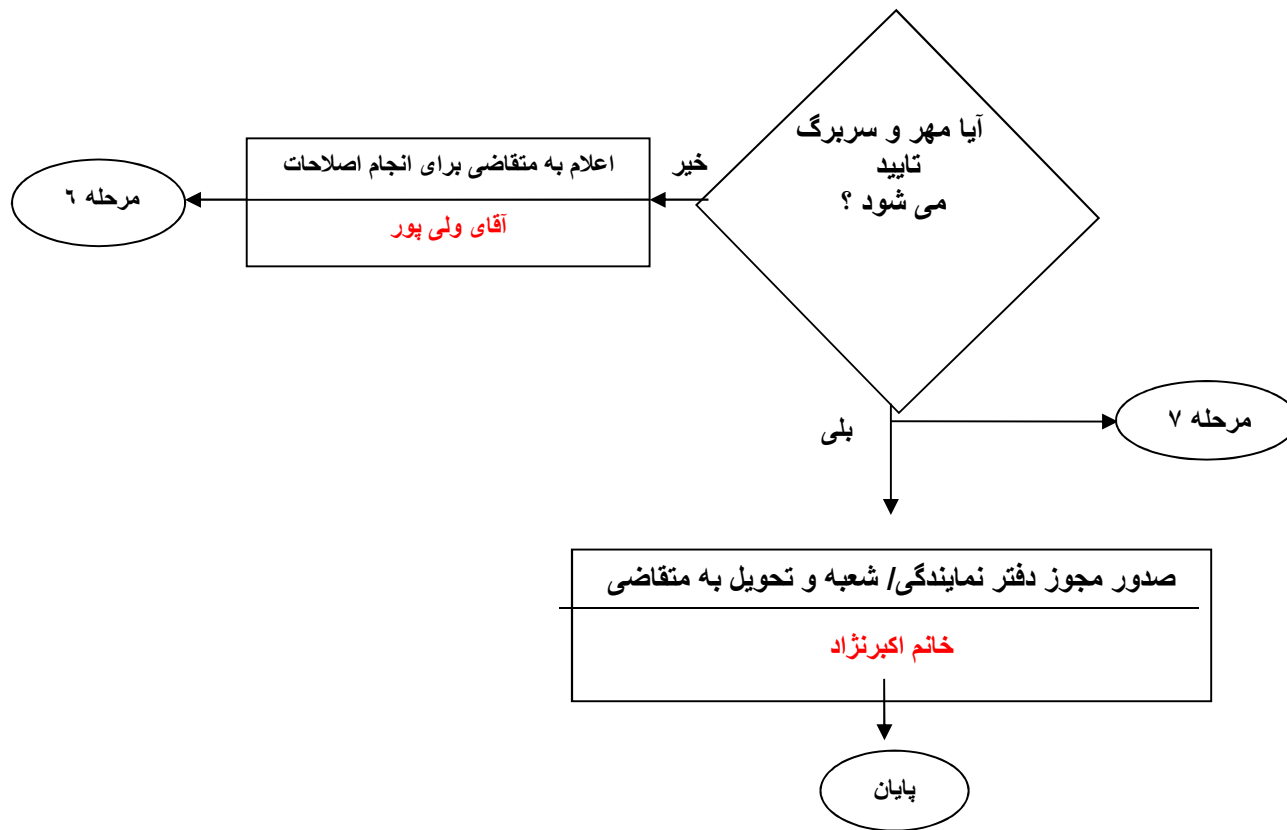 آیا مهر و سربرگ
تایید
می شود ؟
خیر
اعلام به متقاضی برای انجام اصلاحات
آقای ولی پور
مرحله ٦
بلی
مرحله ٧
صدور مجوز دفتر نمایندگی/ شعبه و تحویل به متقاضی
خانم اکبرنژاد
پایان